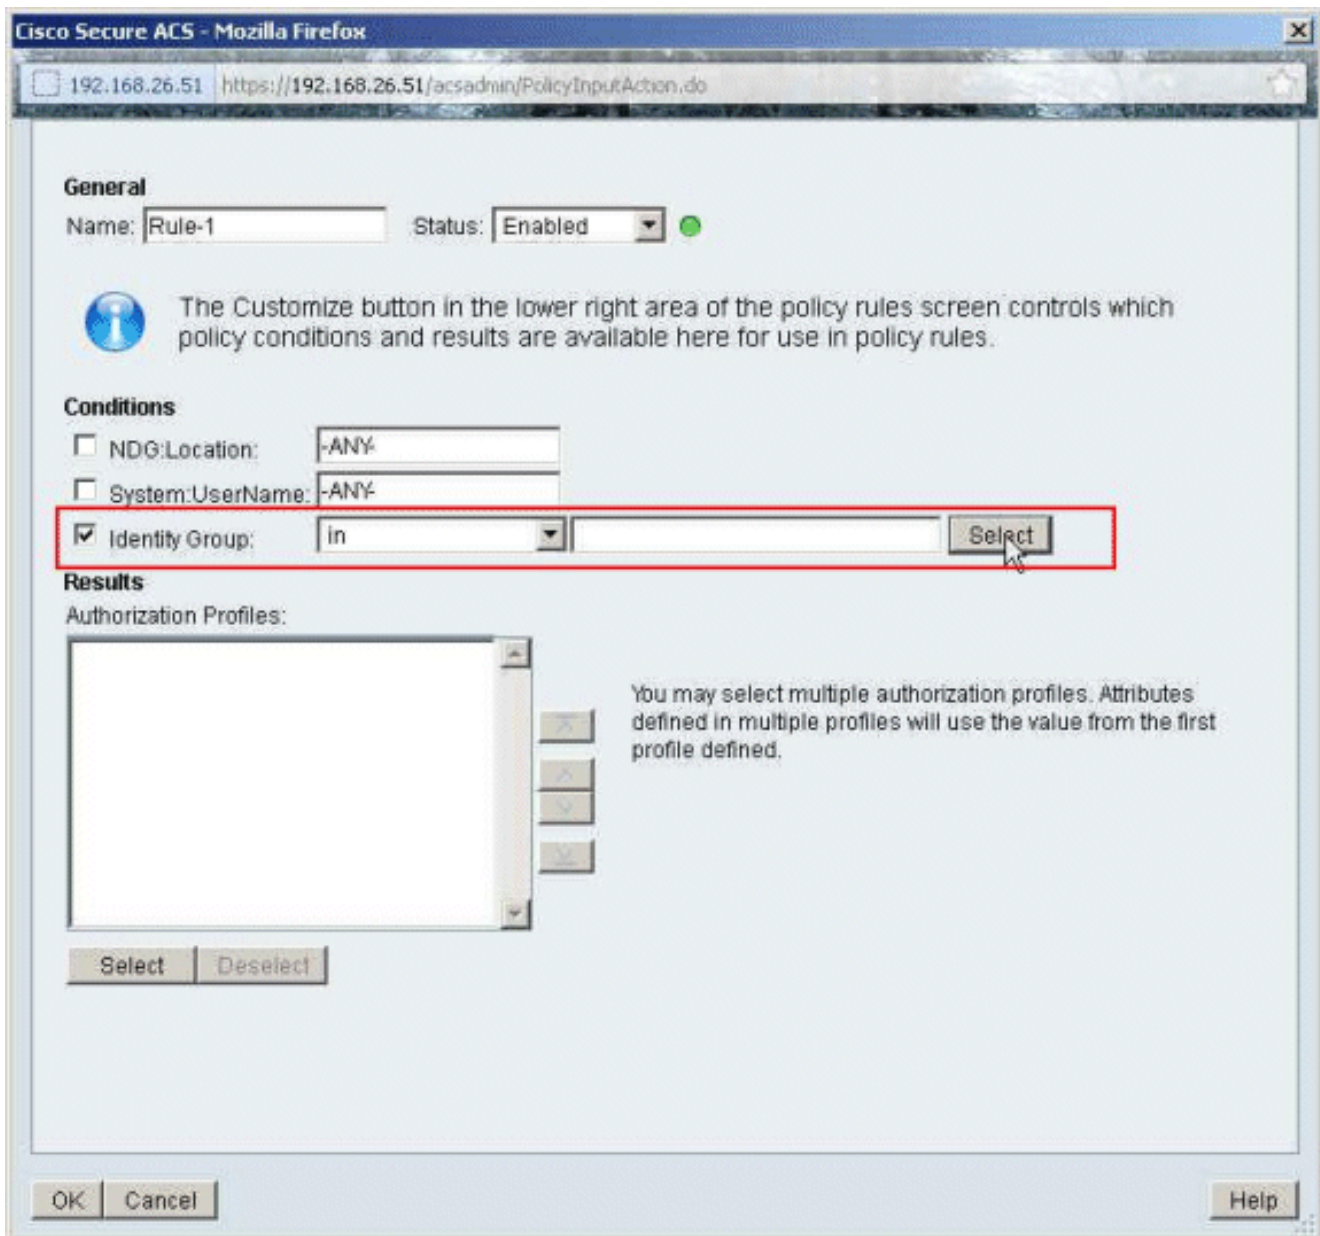 Cisco Secure ACS - Mozilla Firefox
192.168.26.51 https://192.168.26.51/acsadmin/PolicyInputAction.do
General
Name: Rule-1 Status: Enabled
The Customize button in the lower right area of the policy rules screen controls which
policy conditions and results are available here for use in policy rules.
Conditions
NDG:Location: -ANY-
System:UserName: -ANY-
Identity Group: in Select
Results
Authorization Profiles:
You may select multiple authorization profiles. Attributes
defined in multiple profiles will use the value from the first
profile defined.
Select Deselect
OK Cancel Help